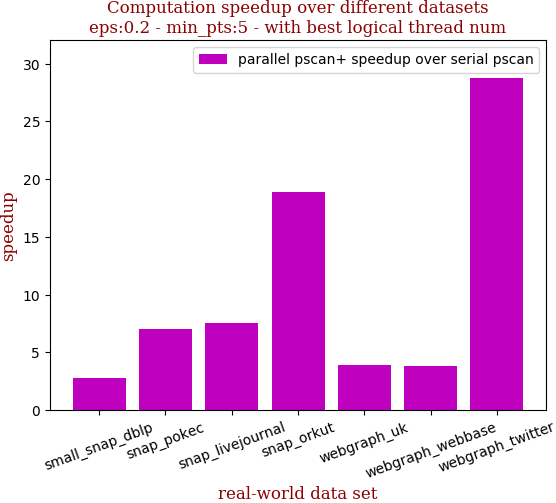 Computation speedup over different datasets
eps:0.2 - min_pts:5 - with best logical thread num
parallel pscan+ speedup over serial pscan
speedup
30
25
20
15
10
5
0
small_snap_dblp
snap_pokec
snap_livejournal
snap_orkut
webgraph_uk
webgraph_webbase
webgraph_twitter
real-world data set